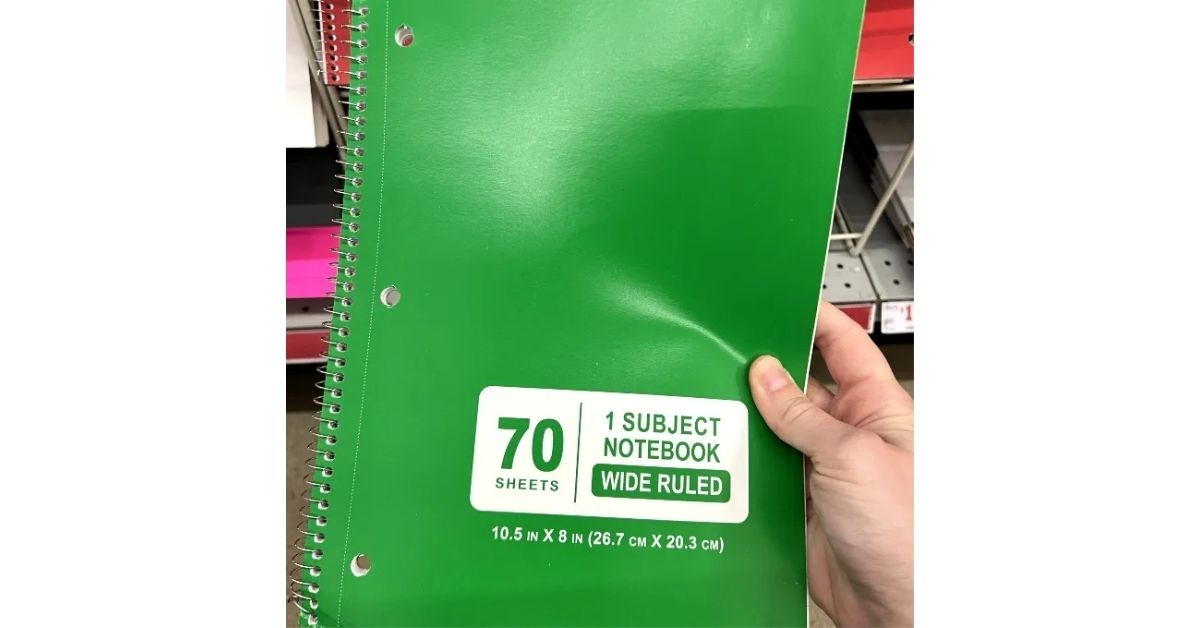 70
SHEETS
1 SUBJECT
NOTEBOOK
WIDE RULED
10.5 IN X 8 IN (26.7 CM X 20.3 CM)